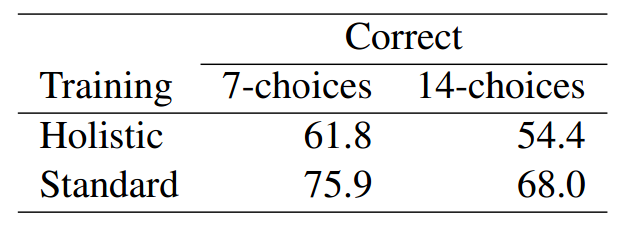 Correct
Training 7-choices 14-choices
Holistic 61.8 54.4
Standard 75.9 68.0